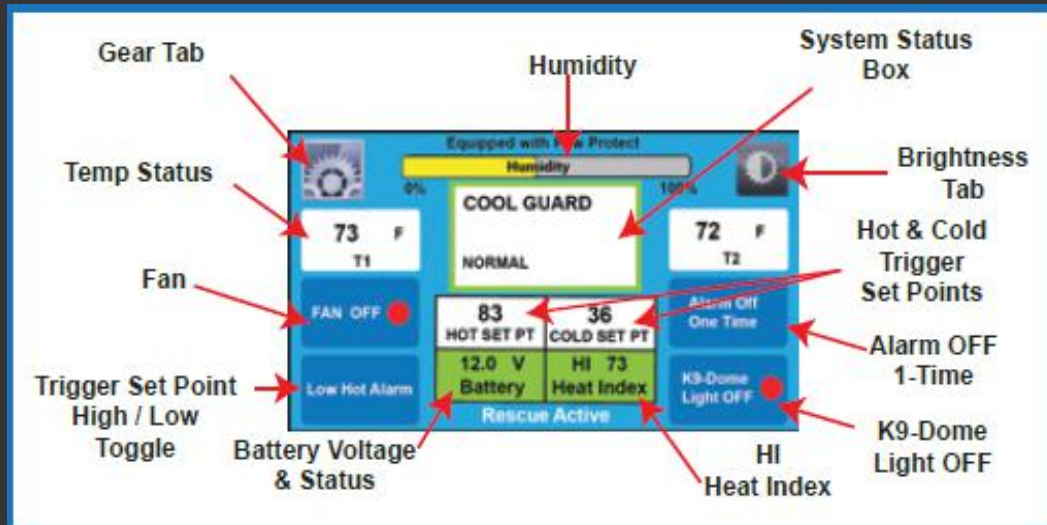 Gear Tab
Humidity
System Status
Box
Temp Status
Brightness
Tab
Fan
Hot & Cold
Trigger
Set Points
Trigger Set Point
High / Low
Toggle
Alarm OFF
1-Time
Battery Voltage
& Status
HI
Heat Index
K9-Dome
Light OFF
Equipped with Paw Protect
Humidity
0%
100%
COOL GUARD
NORMAL
73 F
T1
72 F
T2
FAN OFF
83
HOT SET PT
36
COLD SET PT
Alarm Off
One Time
Low Hot Alarm
12.0 V
Battery
HI 73
Heat Index
K9-Dome
Light OFF
Rescue Active